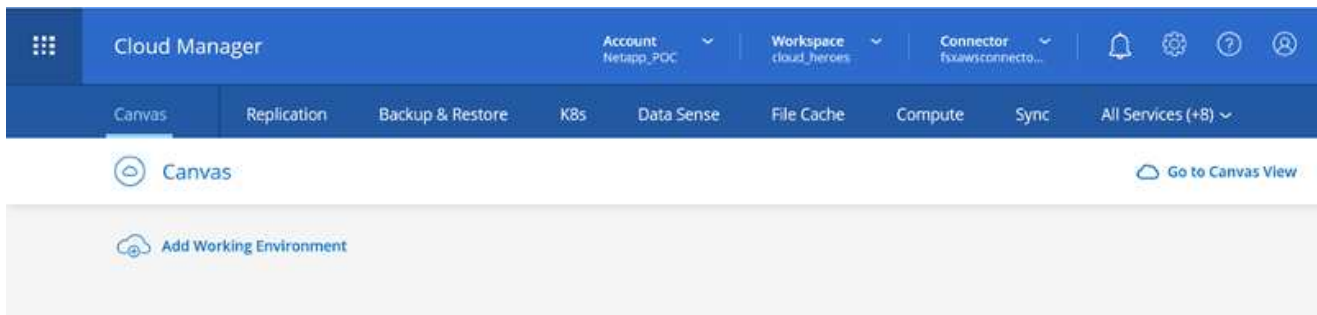 Cloud Manager
Account
Netapp_POC
Workspace
cloud_heroes
Connector
fsxawsconnecto...
Canvas Replication Backup & Restore K8s Data Sense File Cache Compute Sync All Services (+8)
Canvas
Go to Canvas View
Add Working Environment